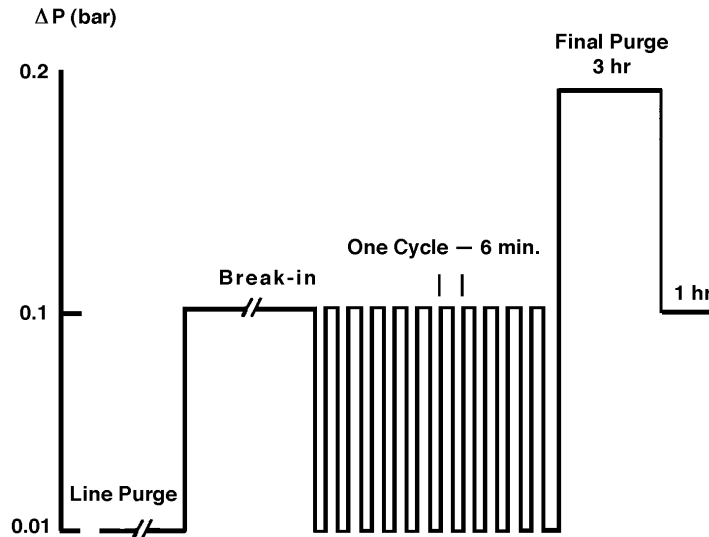 ΔP (bar)
Final Purge
3 hr
0.2
One Cycle — 6 min.
Break-in
1 hr
0.1
Line Purge
0.01